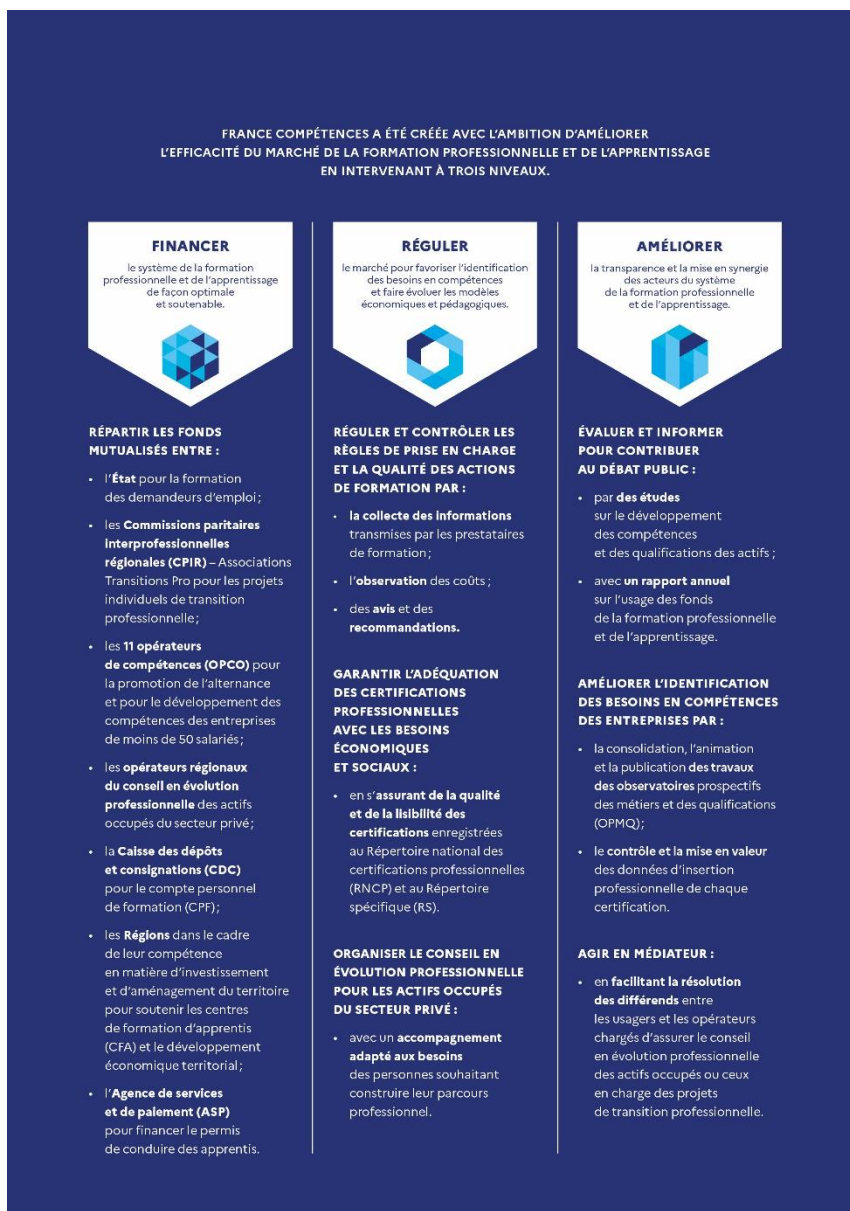 FRANCE COMPÉTENCES A ÉTÉ CRÉÉE AVEC L'AMBITION D'AMÉLIORER
L'EFFICACITÉ DU MARCHÉ DE LA FORMATION PROFESSIONNELLE ET DE L'APPRENTISSAGE
EN INTERVENANT À TROIS NIVEAUX.
FINANCER
le système de la formation
professionnelle et de l'apprentissage
de façon optimale
et soutenable.
RÉPARTIR LES FONDS
MUTUALISÉS ENTRE :
• l'État pour la formation
des demandeurs d'emploi ;
• les Commissions paritaires
interprofessionnelles
régionales (CPIR) – Associations
Transitions Pro pour les projets
individuels de transition
professionnelle ;
• les 11 opérateurs
de compétences (OPCO) pour
la promotion de l'alternance
et pour le développement des
compétences des entreprises
de moins de 50 salariés ;
• les opérateurs régionaux
du conseil en évolution
professionnelle des actifs
occupés du secteur privé ;
• la Caisse des dépôts
et consignations (CDC)
pour le compte personnel
de formation (CPF) ;
• les Régions dans le cadre
de leur compétence
en matière d'investissement
et d'aménagement du territoire
pour soutenir les centres
de formation d'apprentis
(CFA) et le développement
économique territorial ;
• l'Agence de services
et de paiement (ASP)
pour financer le permis
de conduire des apprentis.
RÉGULER
le marché pour favoriser l'identification
des besoins en compétences
et faire évoluer les modèles
économiques et pédagogiques.
RÉGULER ET CONTRÔLER LES
RÈGLES DE PRISE EN CHARGE
ET LA QUALITÉ DES ACTIONS
DE FORMATION PAR :
• la collecte des informations
transmises par les prestataires
de formation ;
• l'observation des coûts ;
• des avis et des
recommandations.
GARANTIR L'ADÉQUATION
DES CERTIFICATIONS
PROFESSIONNELLES
AVEC LES BESOINS
ÉCONOMIQUES
ET SOCIAUX :
• en s'assurant de la qualité
et de la lisibilité des
certifications enregistrées
au Répertoire national des
certifications professionnelles
(RNCP) et au Répertoire
spécifique (RS).
ORGANISER LE CONSEIL EN
ÉVOLUTION PROFESSIONNELLE
POUR LES ACTIFS OCCUPÉS
DU SECTEUR PRIVÉ :
• avec un accompagnement
adapté aux besoins
des personnes souhaitant
construire leur parcours
professionnel.
AMÉLIORER
la transparence et la mise en synergie
des acteurs du système
de la formation professionnelle
et de l'apprentissage.
ÉVALUER ET INFORMER
POUR CONTRIBUER
AU DÉBAT PUBLIC :
• par des études
sur le développement
des compétences
et des qualifications des actifs ;
• avec un rapport annuel
sur l'usage des fonds
de la formation professionnelle
et de l'apprentissage.
AMÉLIORER L'IDENTIFICATION
DES BESOINS EN COMPÉTENCES
DES ENTREPRISES PAR :
• la consolidation, l'animation
et la publication des travaux
des observatoires prospectifs
des métiers et des qualifications
(OPMQ) ;
• le contrôle et la mise en valeur
des données d'insertion
professionnelle de chaque
certification.
AGIR EN MÉDIATEUR :
• en facilitant la résolution
des différends entre
les usagers et les opérateurs
chargés d'assurer le conseil
en évolution professionnelle
des actifs occupés ou ceux
en charge des projets
de transition professionnelle.